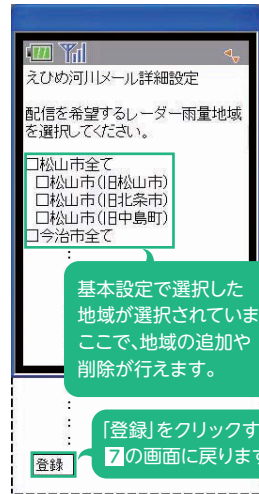 えひめ河川メール詳細設定
配信を希望するレーダー雨量地域
を選択してください。
□松山市全て
□松山市(旧松山市)
□松山市(旧北条市)
□松山市(旧中島町)
□今治市全て
：
基本設定で選択した
地域が選択されていま
ここで、地域の追加や
削除が行えます。
：
：
「登録」をクリックす
7の画面に戻ります
登録